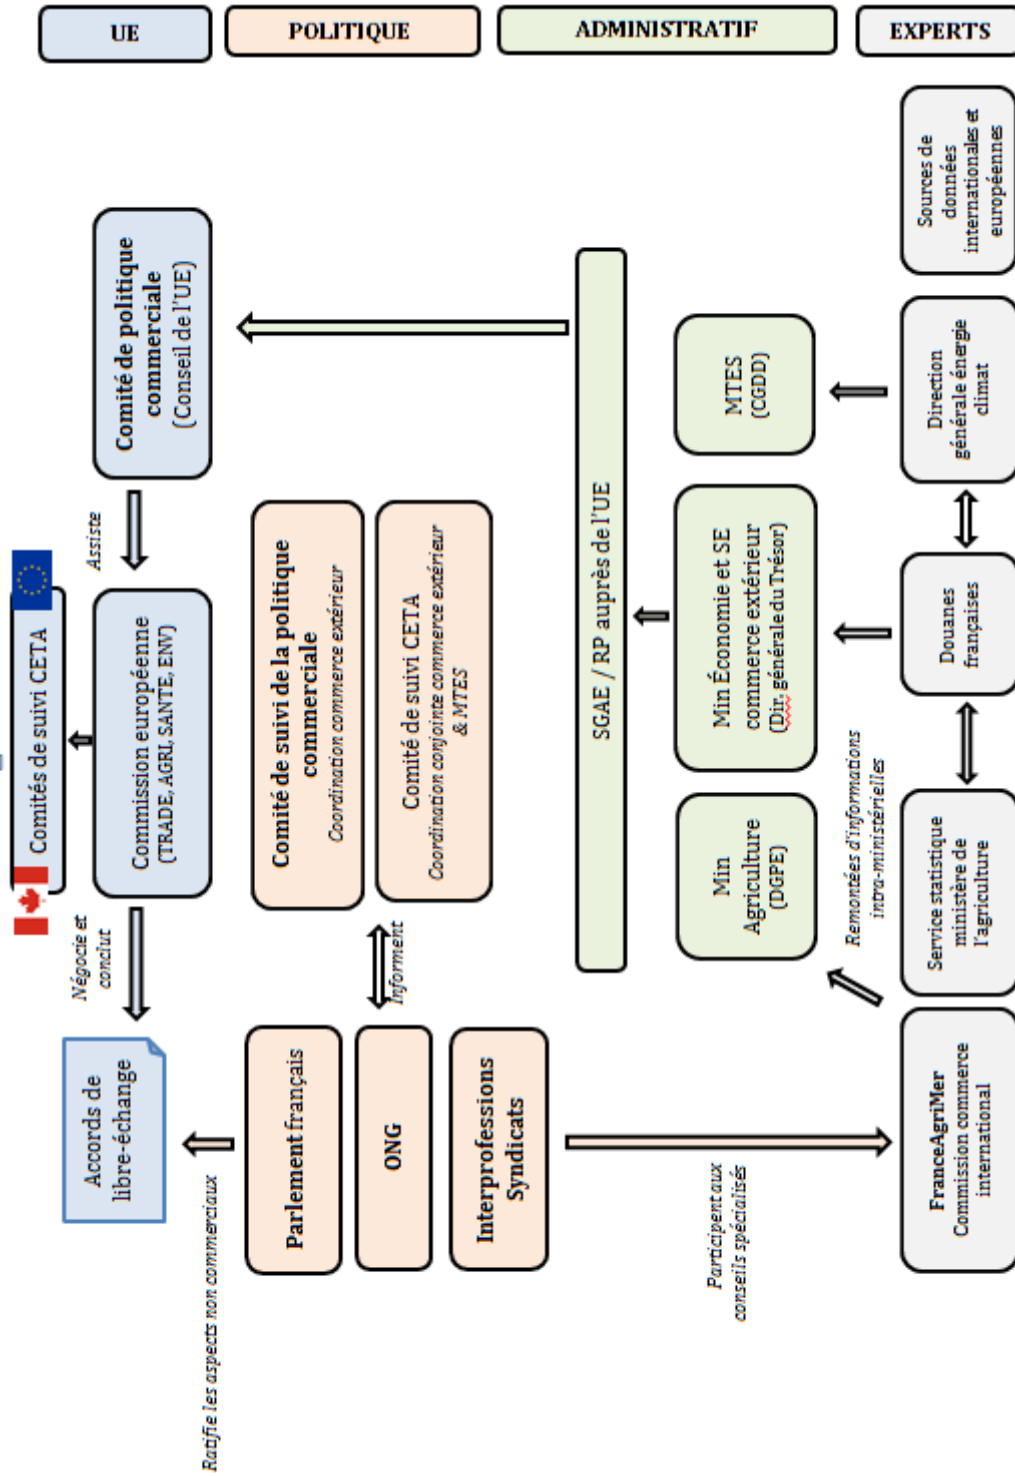 UE
POLITIQUE
ADMINISTRATIF
EXPERTS
Comités de suivi CETA
Accords de
libre-échange
Négocie et
conclut
Commission européenne
(TRADE, AGRI, SANTE, ENV)
Assiste
Comité de politique
commerciale
(Conseil de l'UE)
Ratifie les aspects non commerciaux
Parlement français
ONG
Interprofessions
Syndicats
Informent
Comité de suivi de la politique
commerciale
Coordination commerce extérieur
Comité de suivi CETA
Coordination conjointe commerce extérieur
& MTES
SGAE / RP auprès de l'UE
Min
Agriculture
(DGPE)
Min Économie et SE
commerce extérieur
(Dir. générale du Trésor)
MTES
(CGDD)
Participent aux
conseils spécialisés
Remontées d'informations
intra-ministérielles
FranceAgriMer
Commission commerce
international
Service statistique
ministère de
l'agriculture
Douanes
françaises
Direction
générale énergie
climat
Sources de
données
internationales et
européennes